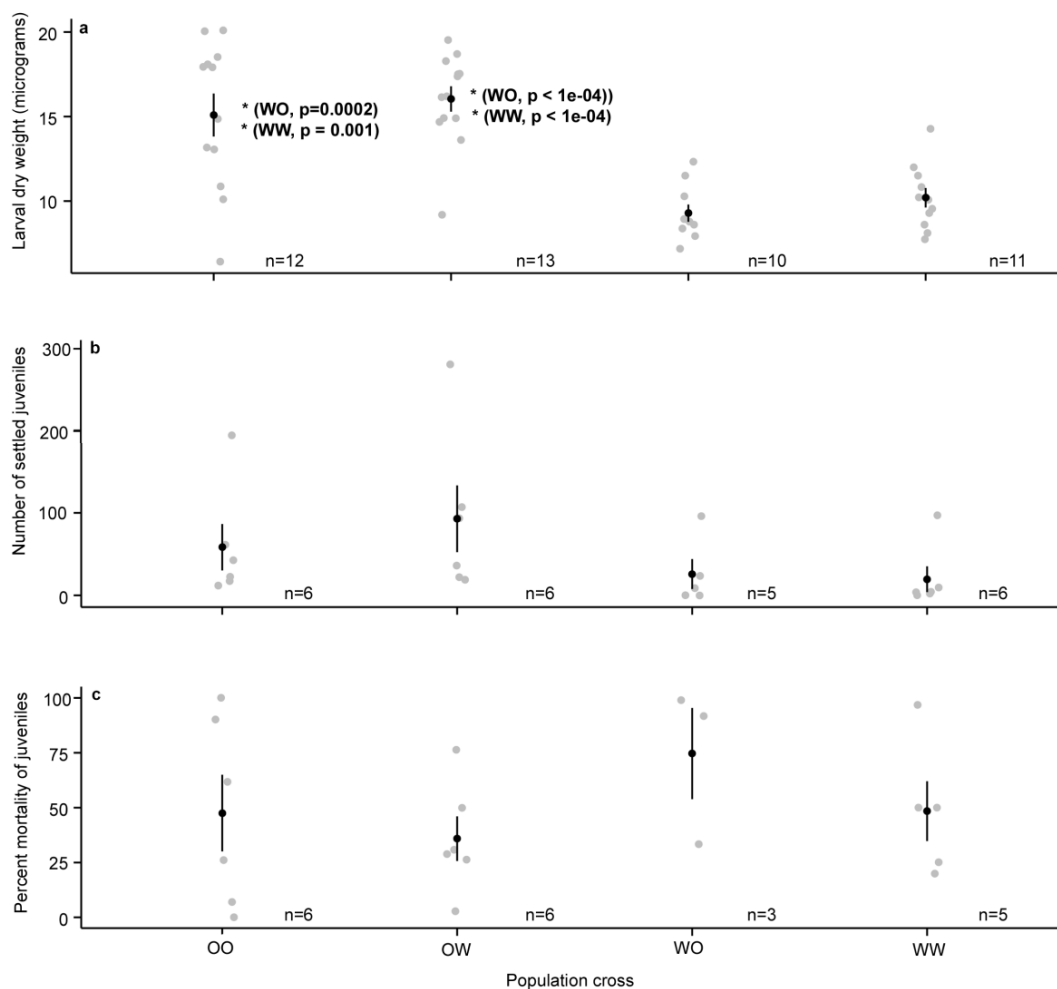 a
Larval dry weight (micrograms)
20
15
10
* (WO, p=0.0002)
* (WW, p = 0.001)
* (WO, p < 1e-04))
* (WW, p < 1e-04)
n=12 n=13 n=10 n=11
b
Number of settled juveniles
300
200
100
0
n=6 n=6 n=5 n=6
c
Percent mortality of juveniles
100
75
50
25
0
n=6 n=6 n=3 n=5
OO OW WO WW
Population cross